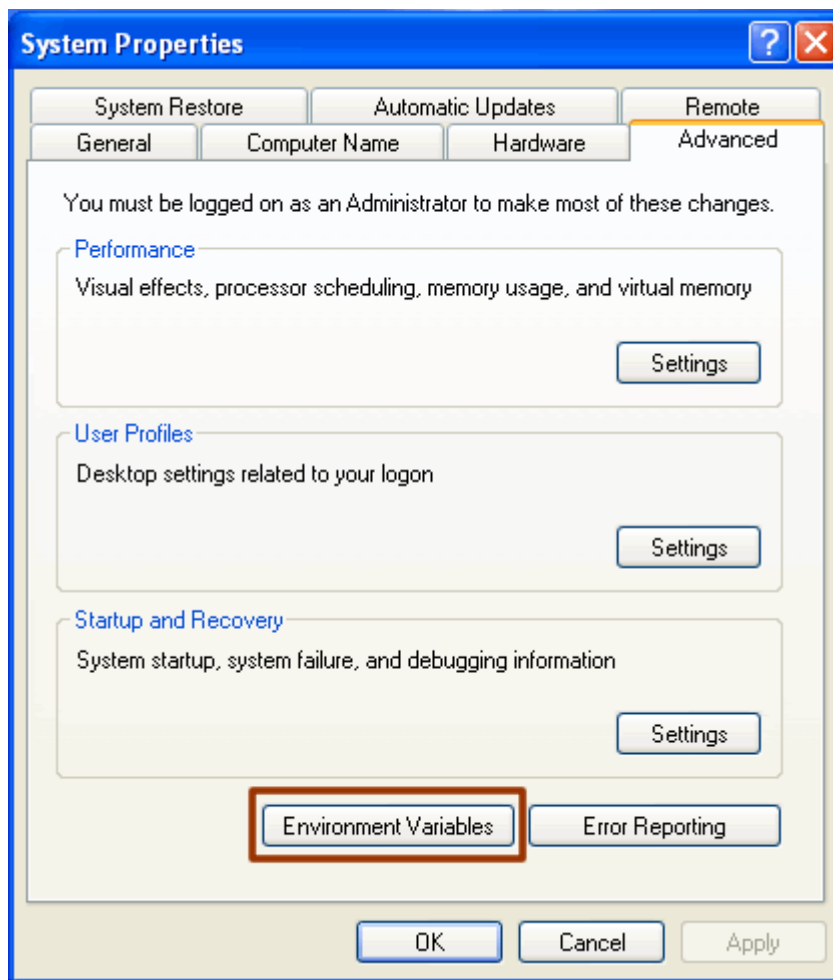 System Properties
System Restore
Automatic Updates
Remote
General
Computer Name
Hardware
Advanced
You must be logged on as an Administrator to make most of these changes.
Performance
Visual effects, processor scheduling, memory usage, and virtual memory
Settings
User Profiles
Desktop settings related to your logon
Settings
Startup and Recovery
System startup, system failure, and debugging information
Settings
Environment Variables
Error Reporting
OK
Cancel
Apply